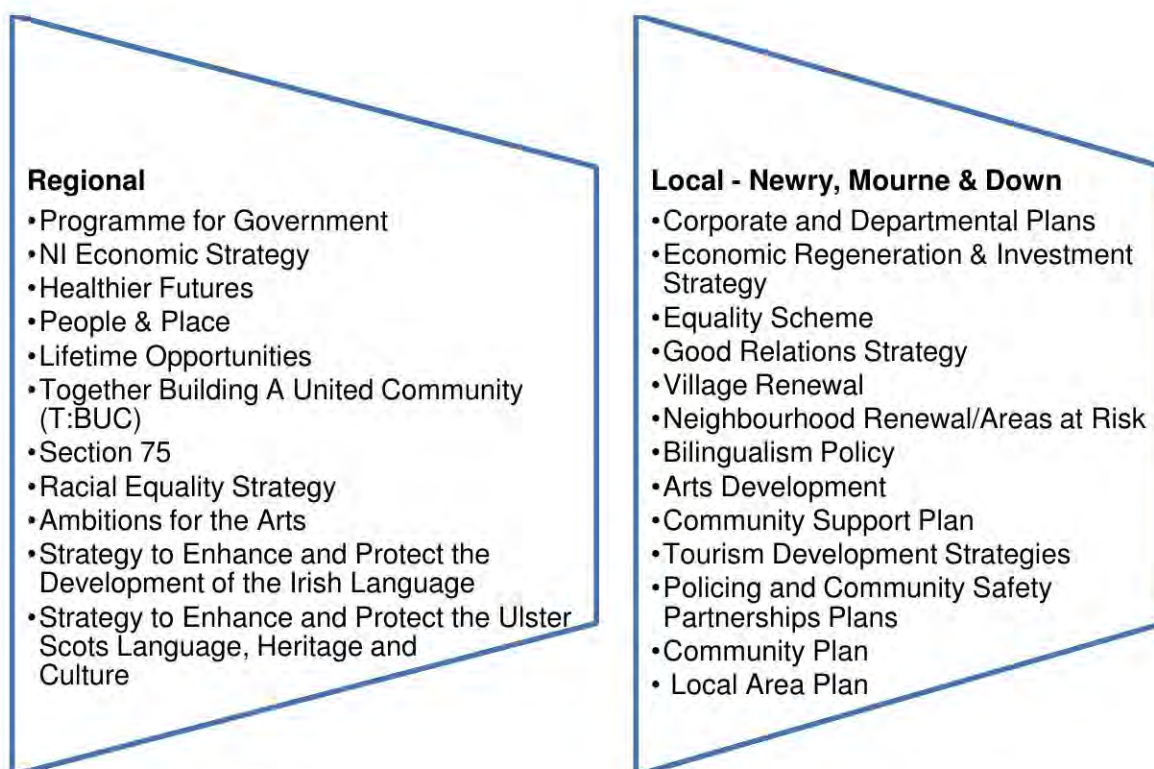 Regional
•Programme for Government
•NI Economic Strategy
•Healthier Futures
•People & Place
•Lifetime Opportunities
•Together Building A United Community
(T:BUC)
•Section 75
•Racial Equality Strategy
•Ambitions for the Arts
•Strategy to Enhance and Protect the
Development of the Irish Language
•Strategy to Enhance and Protect the Ulster
Scots Language, Heritage and
Culture
Local - Newry, Mourne & Down
•Corporate and Departmental Plans
•Economic Regeneration & Investment
Strategy
•Equality Scheme
•Good Relations Strategy
•Village Renewal
•Neighbourhood Renewal/Areas at Risk
•Bilingualism Policy
•Arts Development
•Community Support Plan
•Tourism Development Strategies
•Policing and Community Safety
Partnerships Plans
•Community Plan
• Local Area Plan